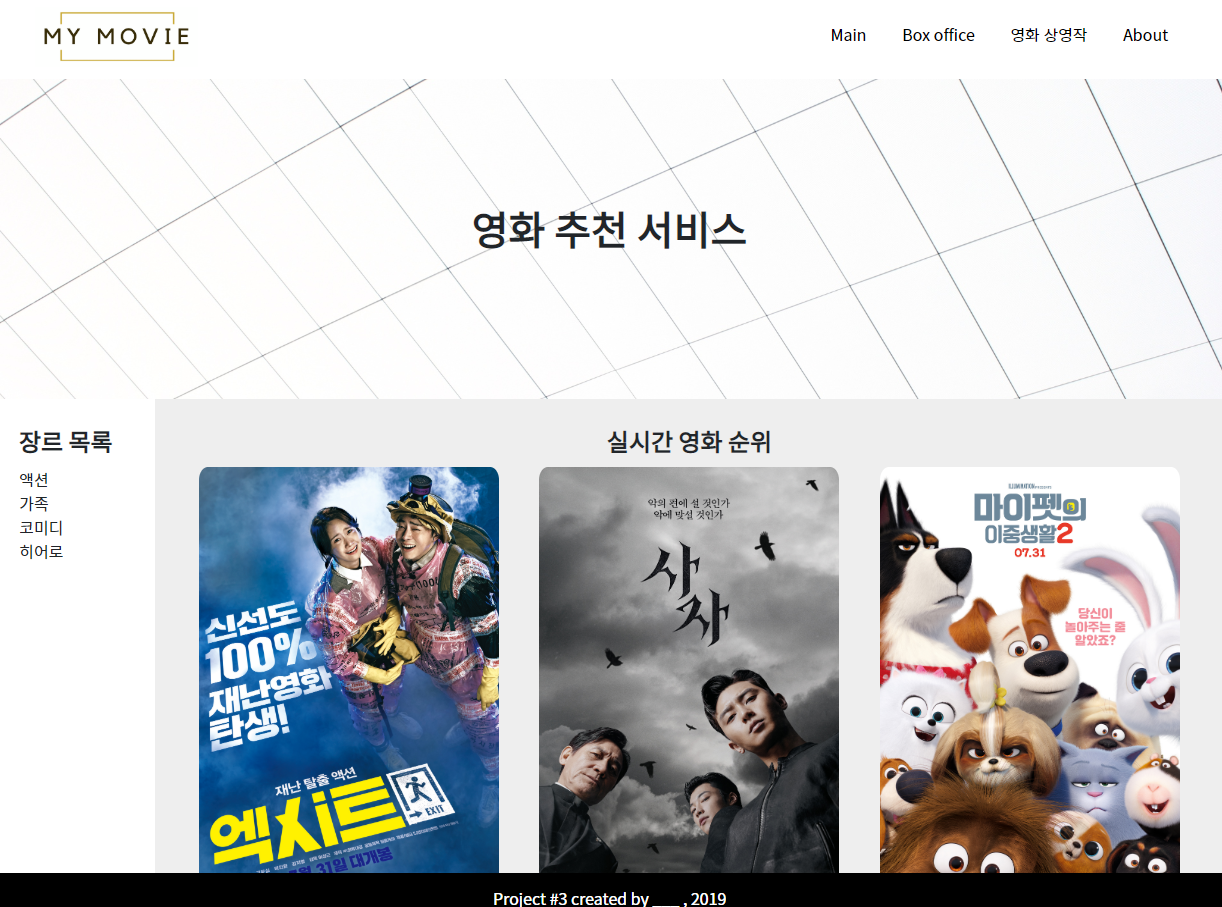 MY MOVIE
Main Box office 영화 상영작 About
영화 추천 서비스
장르 목록
액션
가족
코미디
히어로
실시간 영화 순위
신선도
100%
재난영화
탄생!
재난 탈출 액션
엑시트
EXIT
31일 대개봉
악의 편에 설 것인가
악에 맞설 것인가
사자
ILLUMINATION
마이펫의
이중생활2
07.31
당신이
놀아주는 줄
알았죠?
Project #3 created by ___ , 2019